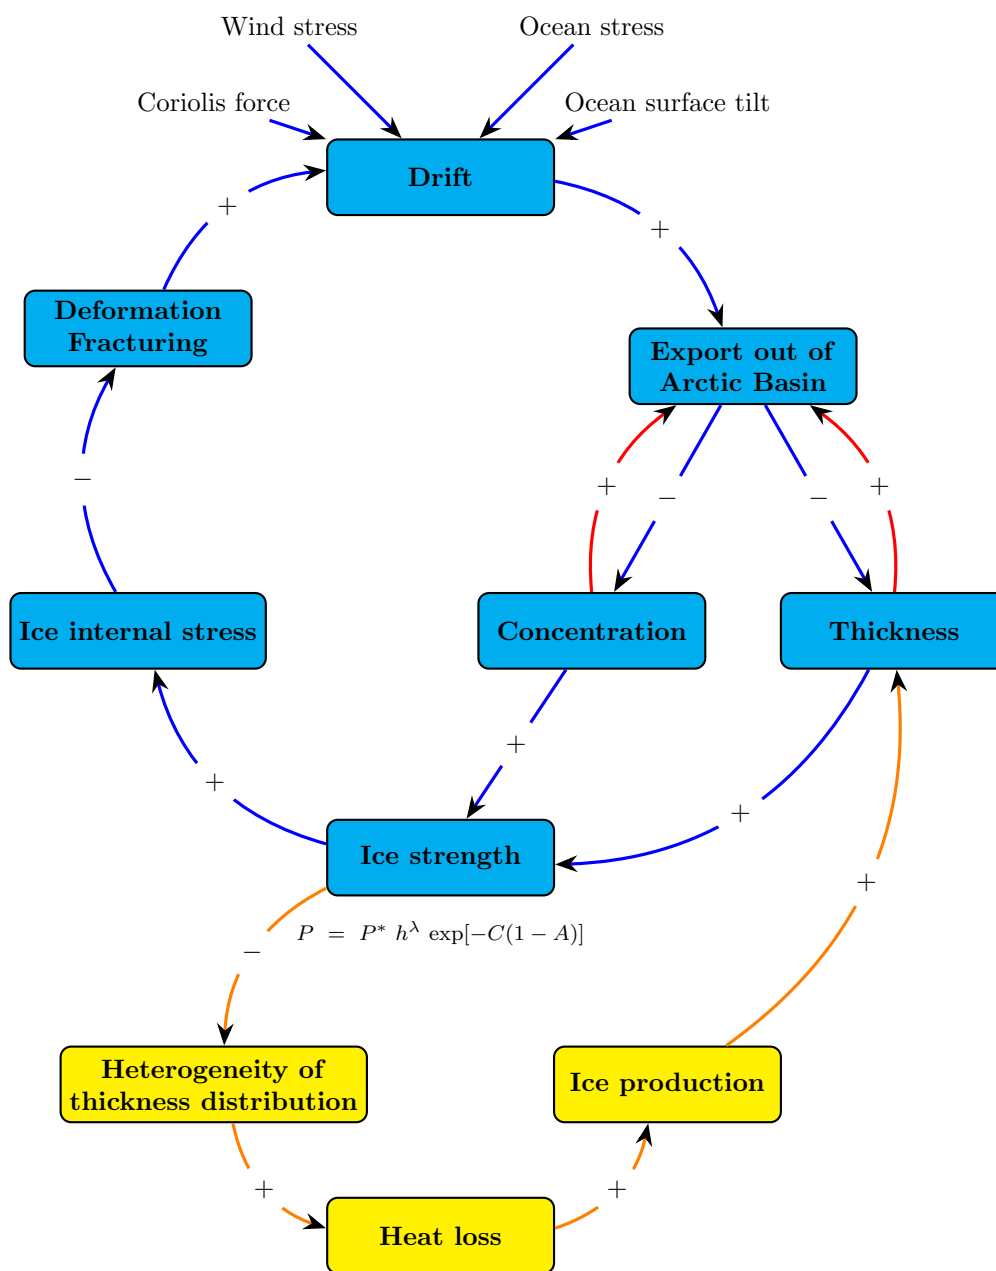 Wind stress
Ocean stress
Coriolis force
Ocean surface tilt
Drift
+
+
Deformation
Fracturing
Export out of
Arctic Basin
−
+
−
−
+
Ice internal stress
Concentration
Thickness
+
+
+
Ice strength
+
P = P* h^λ exp[−C(1 − A)]
−
Heterogeneity of
thickness distribution
Ice production
+
+
Heat loss